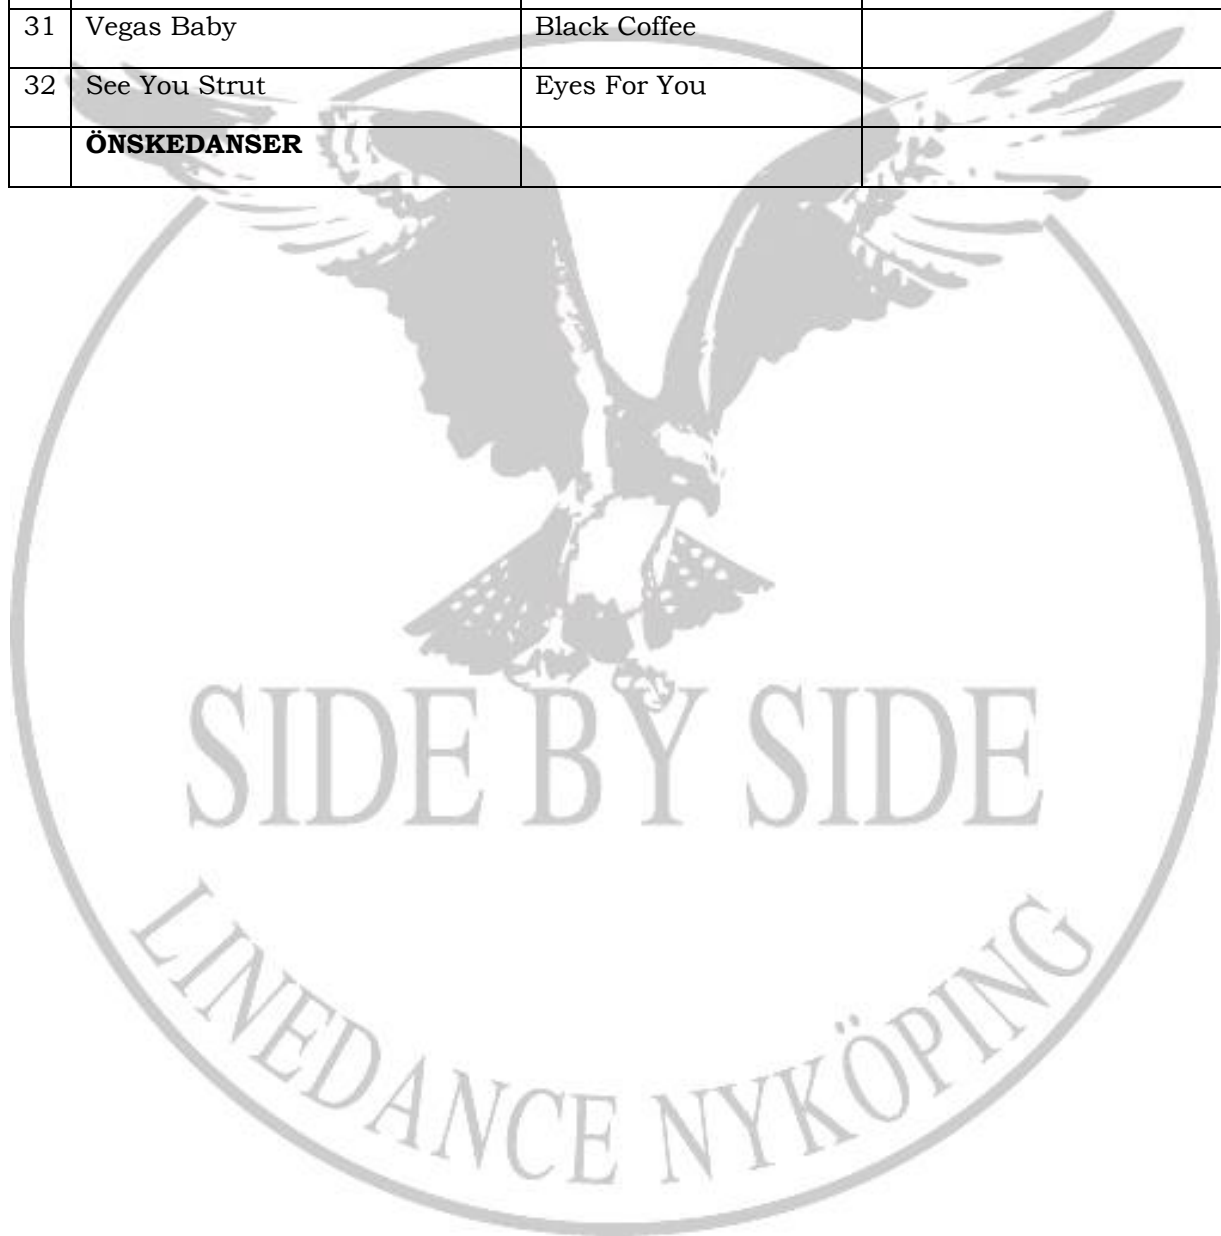 31 Vegas Baby Black Coffee
32 See You Strut Eyes For You
ÖNSKEDANSER
SIDE BY SIDE
LINEDANCE NYKÖPING